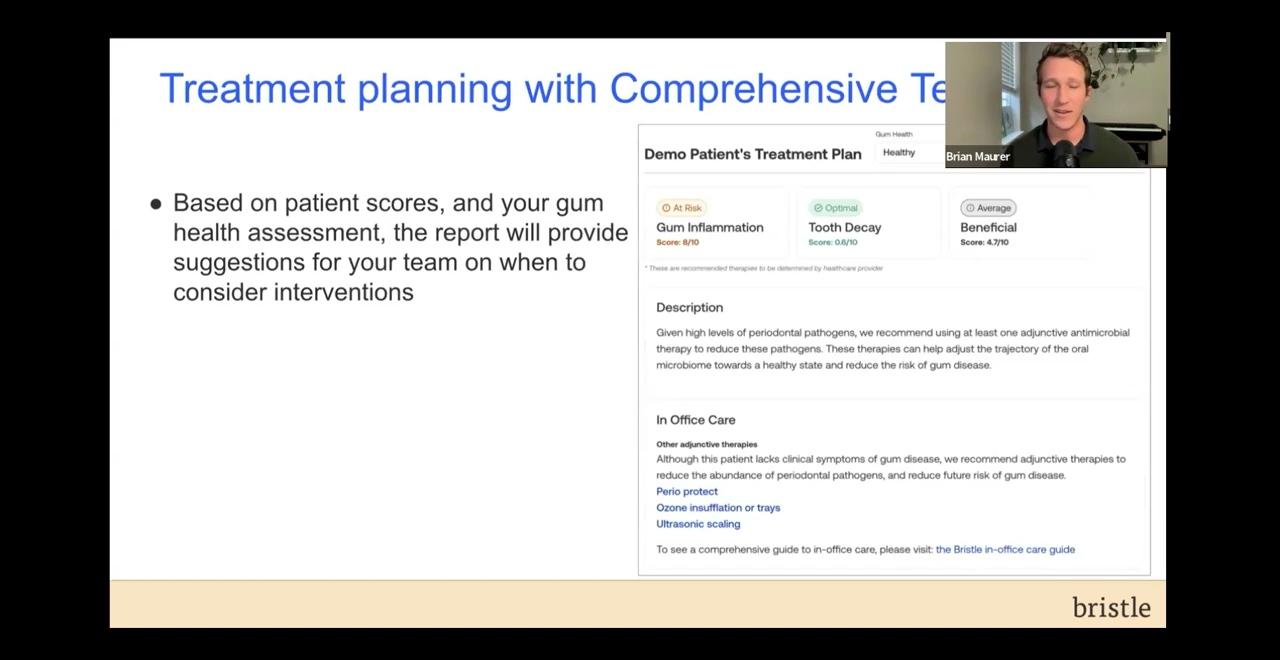 Treatment planning with Comprehensive Te
Brian Maurer
● Based on patient scores, and your gum
health assessment, the report will provide
suggestions for your team on when to
consider interventions
Gum Health
Demo Patient's Treatment Plan
Healthy
At Risk
Gum Inflammation
Score: 8/10
Optimal
Tooth Decay
Score: 0.6/10
Average
Beneficial
Score: 4.7/10
* These are recommended therapies to be determined by healthcare provider
Description
Given high levels of periodontal pathogens, we recommend using at least one adjunctive antimicrobial
therapy to reduce these pathogens. These therapies can help adjust the trajectory of the oral
microbiome towards a healthy state and reduce the risk of gum disease.
In Office Care
Other adjunctive therapies
Although this patient lacks clinical symptoms of gum disease, we recommend adjunctive therapies to
reduce the abundance of periodontal pathogens, and reduce future risk of gum disease.
Perio protect
Ozone insufflation or trays
Ultrasonic scaling
To see a comprehensive guide to in-office care, please visit: the Bristle in-office care guide
bristle